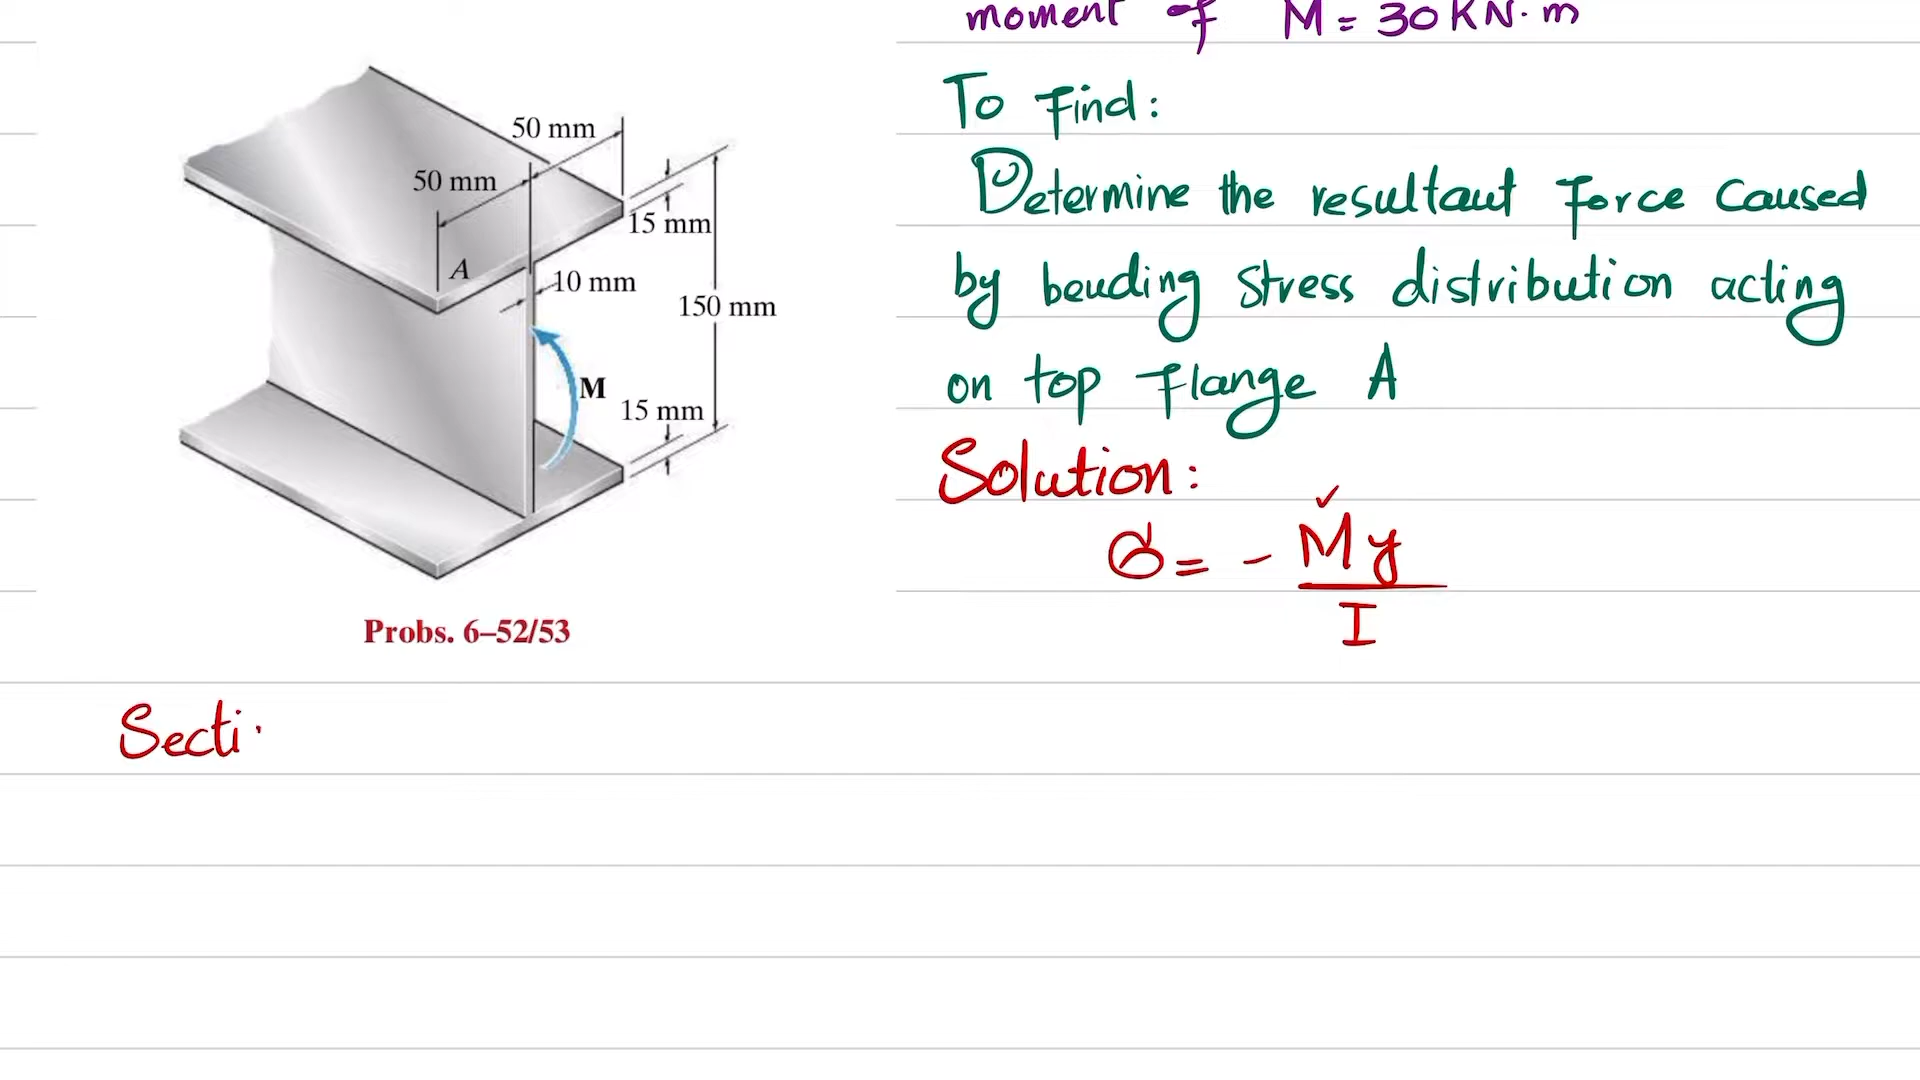 moment of M = 30 KN.m
To Find:
Determine the resultant Force Caused
by bending Stress distribution acting
on top Flange A
Solution:
σ = - My
I
50 mm
50 mm
15 mm
A
10 mm
150 mm
M
15 mm
Probs. 6–52/53
Secti